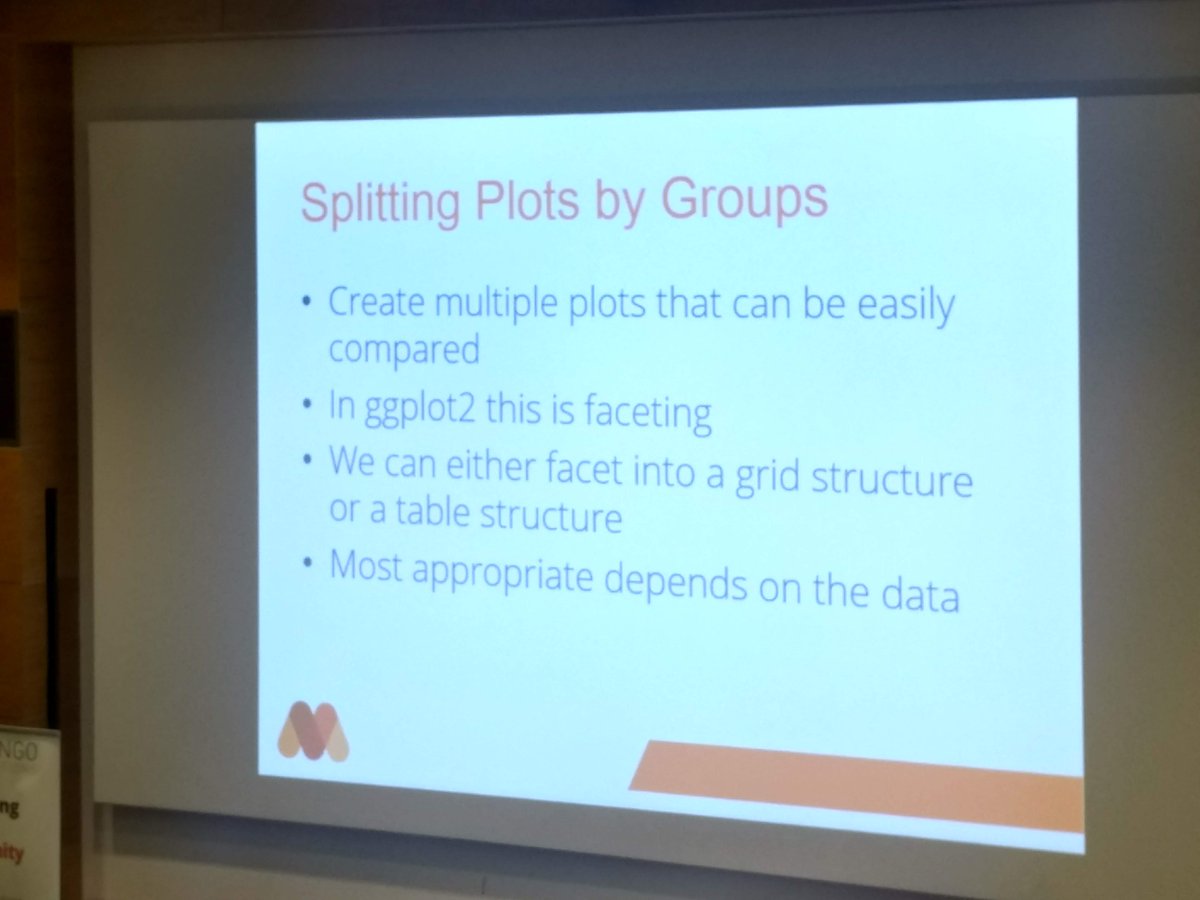 Splitting Plots by Groups
• Create multiple plots that can be easily
compared
• In ggplot2 this is faceting
• We can either facet into a grid structure
or a table structure
• Most appropriate depends on the data
NGO
ng
ity